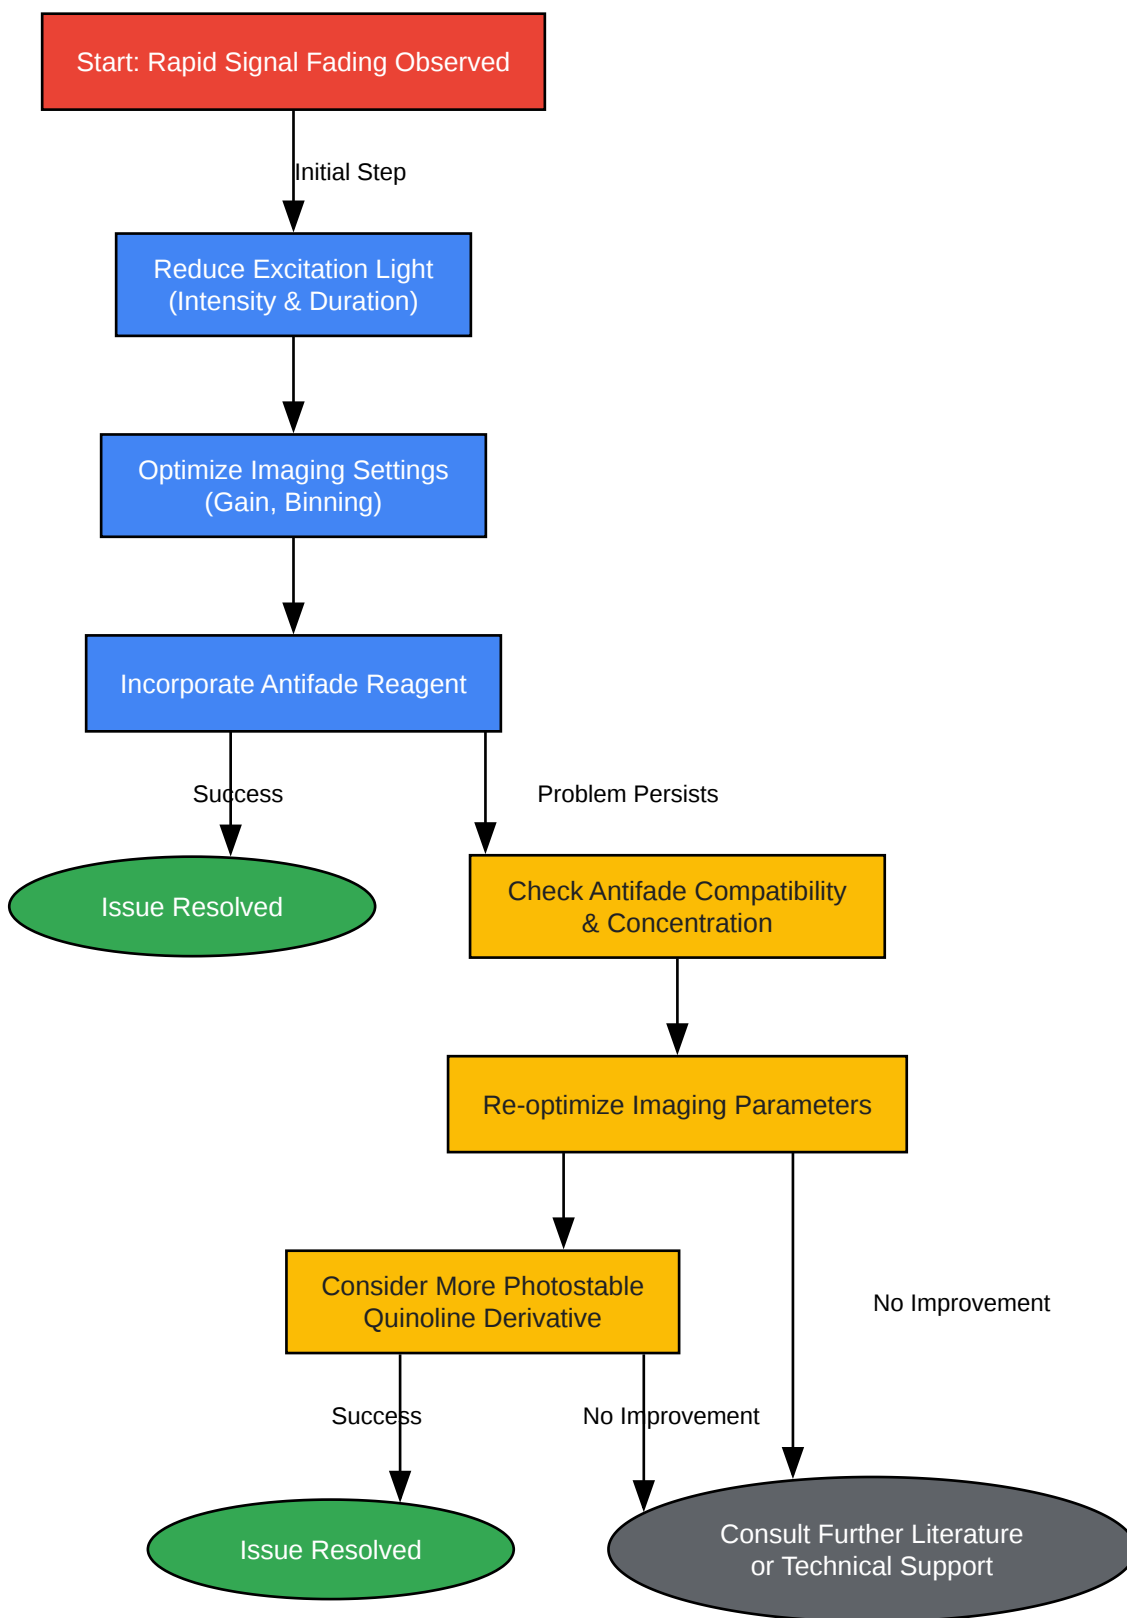 Start: Rapid Signal Fading Observed
Initial Step
Reduce Excitation Light
(Intensity & Duration)
Optimize Imaging Settings
(Gain, Binning)
Incorporate Antifade Reagent
Success
Problem Persists
Issue Resolved
Check Antifade Compatibility
& Concentration
Re-optimize Imaging Parameters
Consider More Photostable
Quinoline Derivative
No Improvement
Success
No Improvement
Issue Resolved
Consult Further Literature
or Technical Support